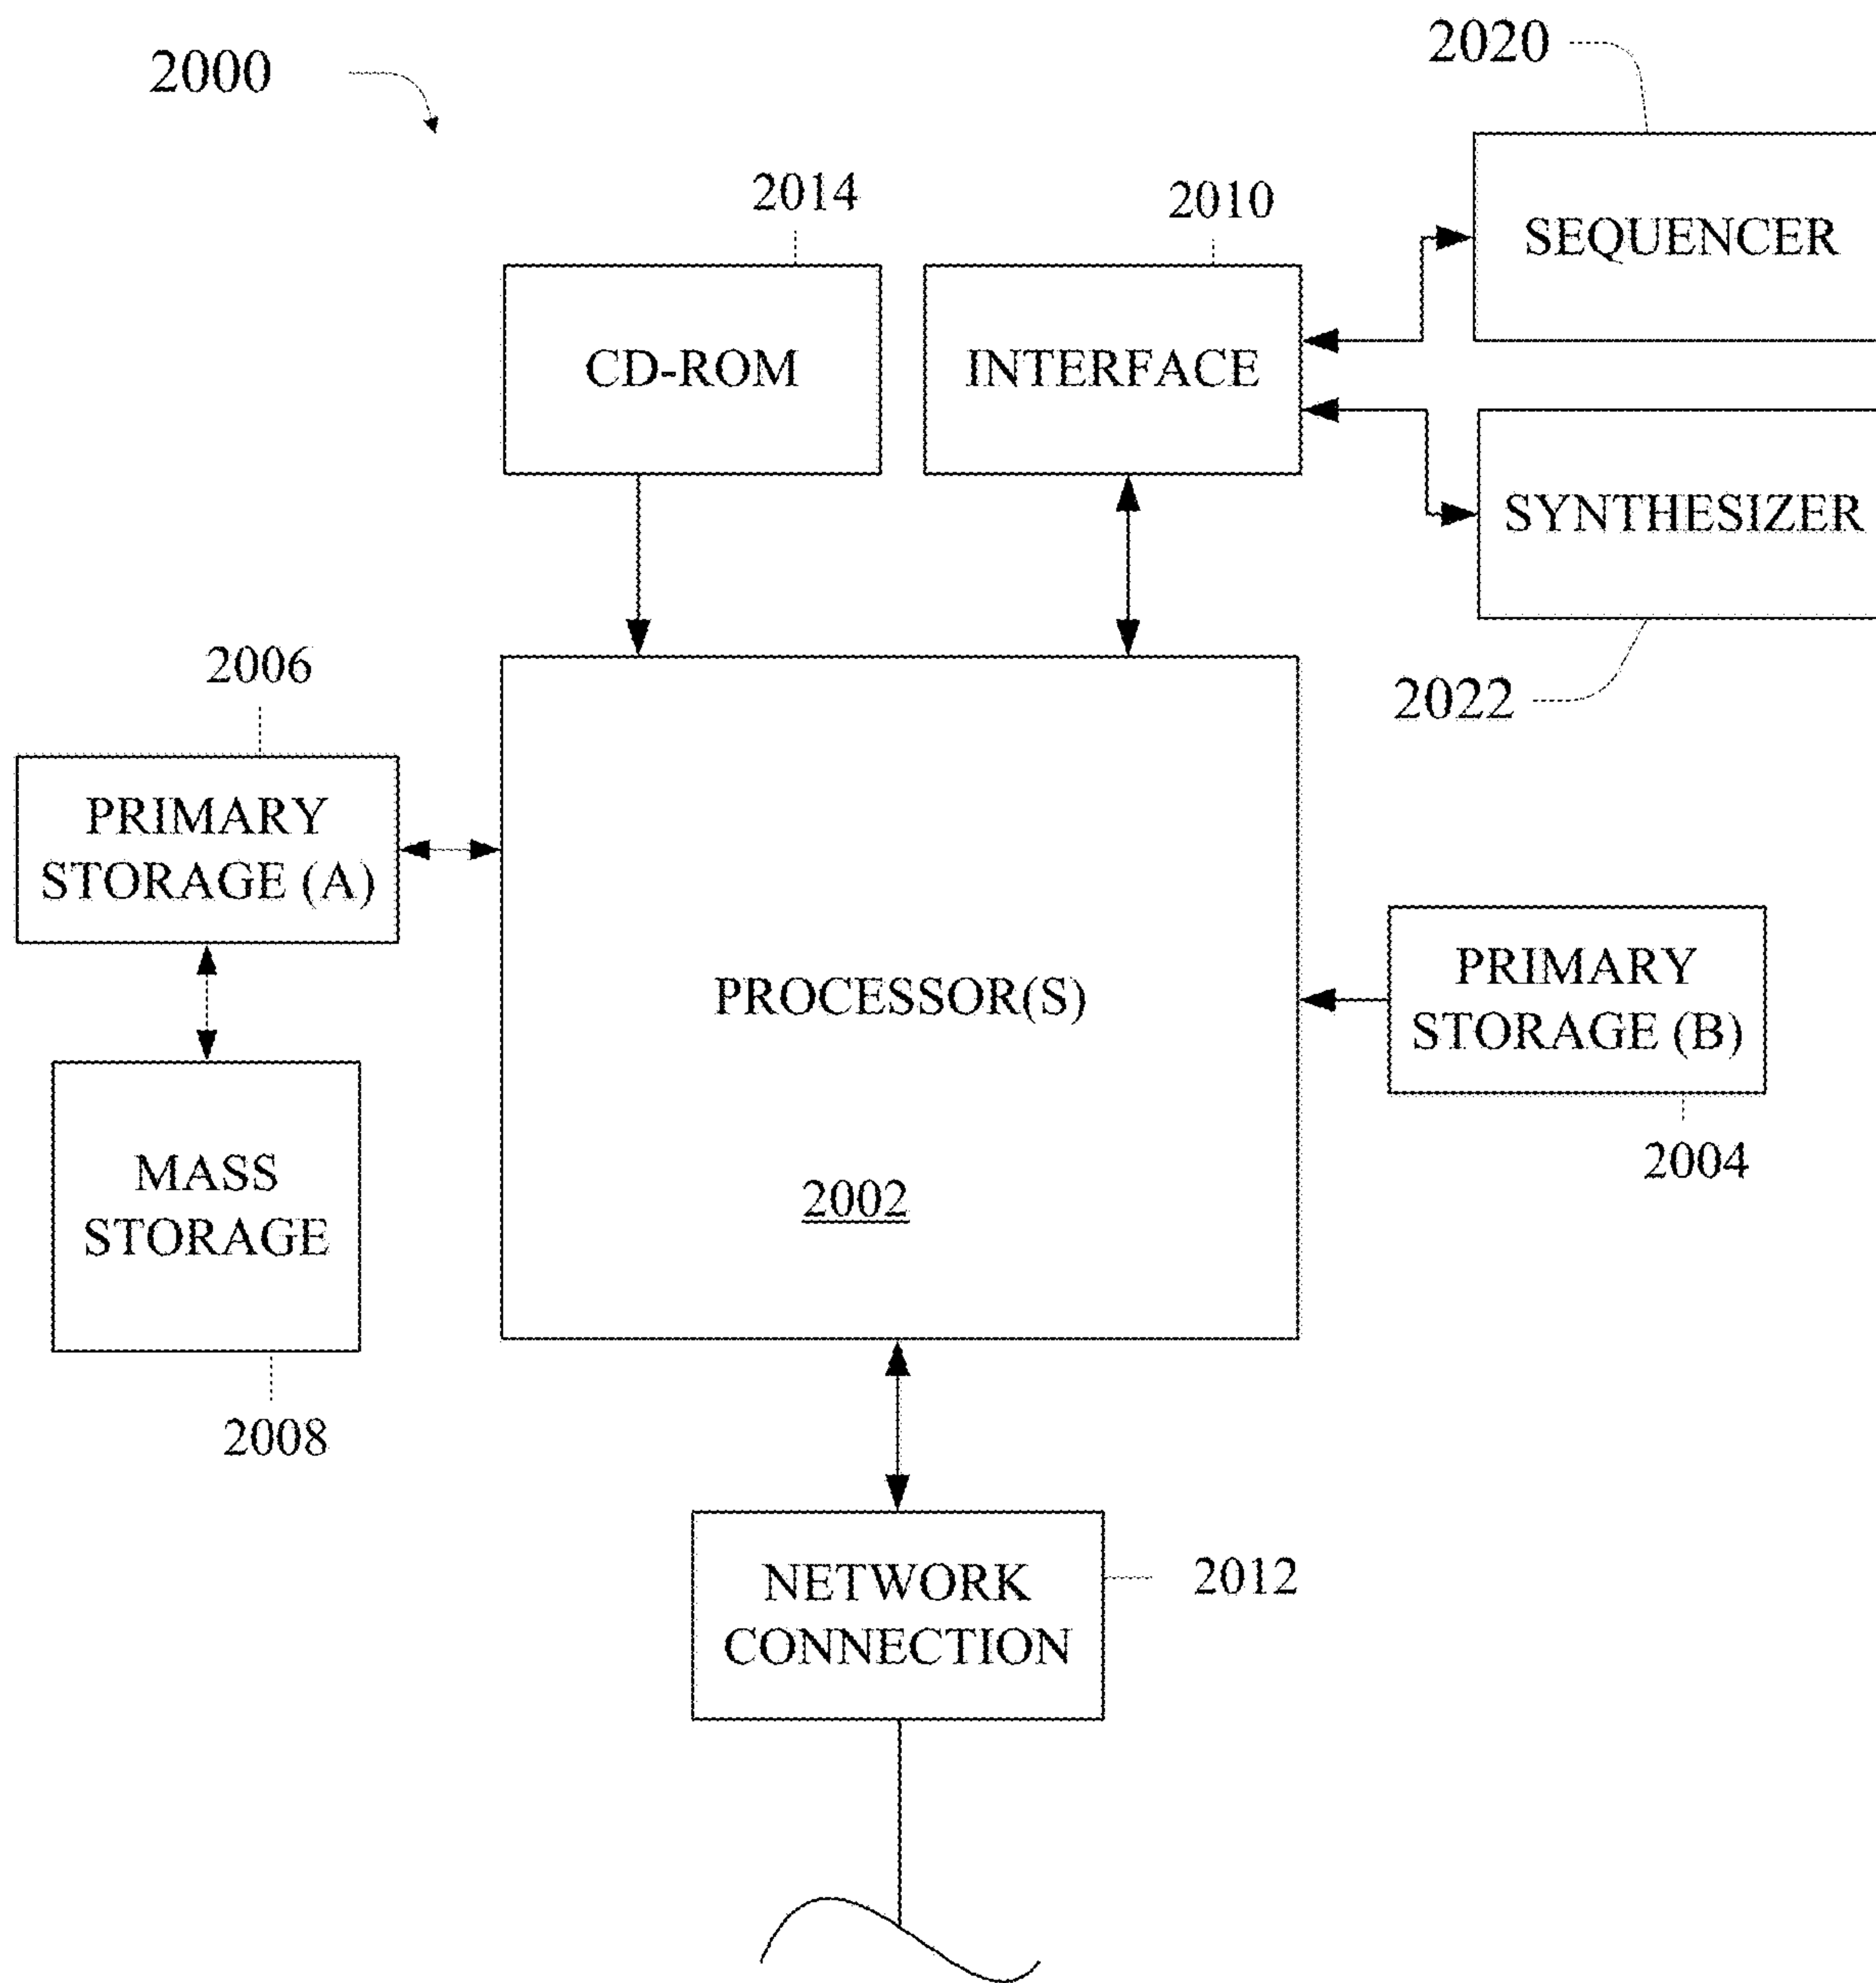 2000
2020
2014
2010
SEQUENCER
CD-ROM
INTERFACE
SYNTHESIZER
2006
2022
PRIMARY
STORAGE (A)
PROCESSOR(S)
PRIMARY
STORAGE (B)
2004
MASS
STORAGE
2002
2008
NETWORK
CONNECTION
2012